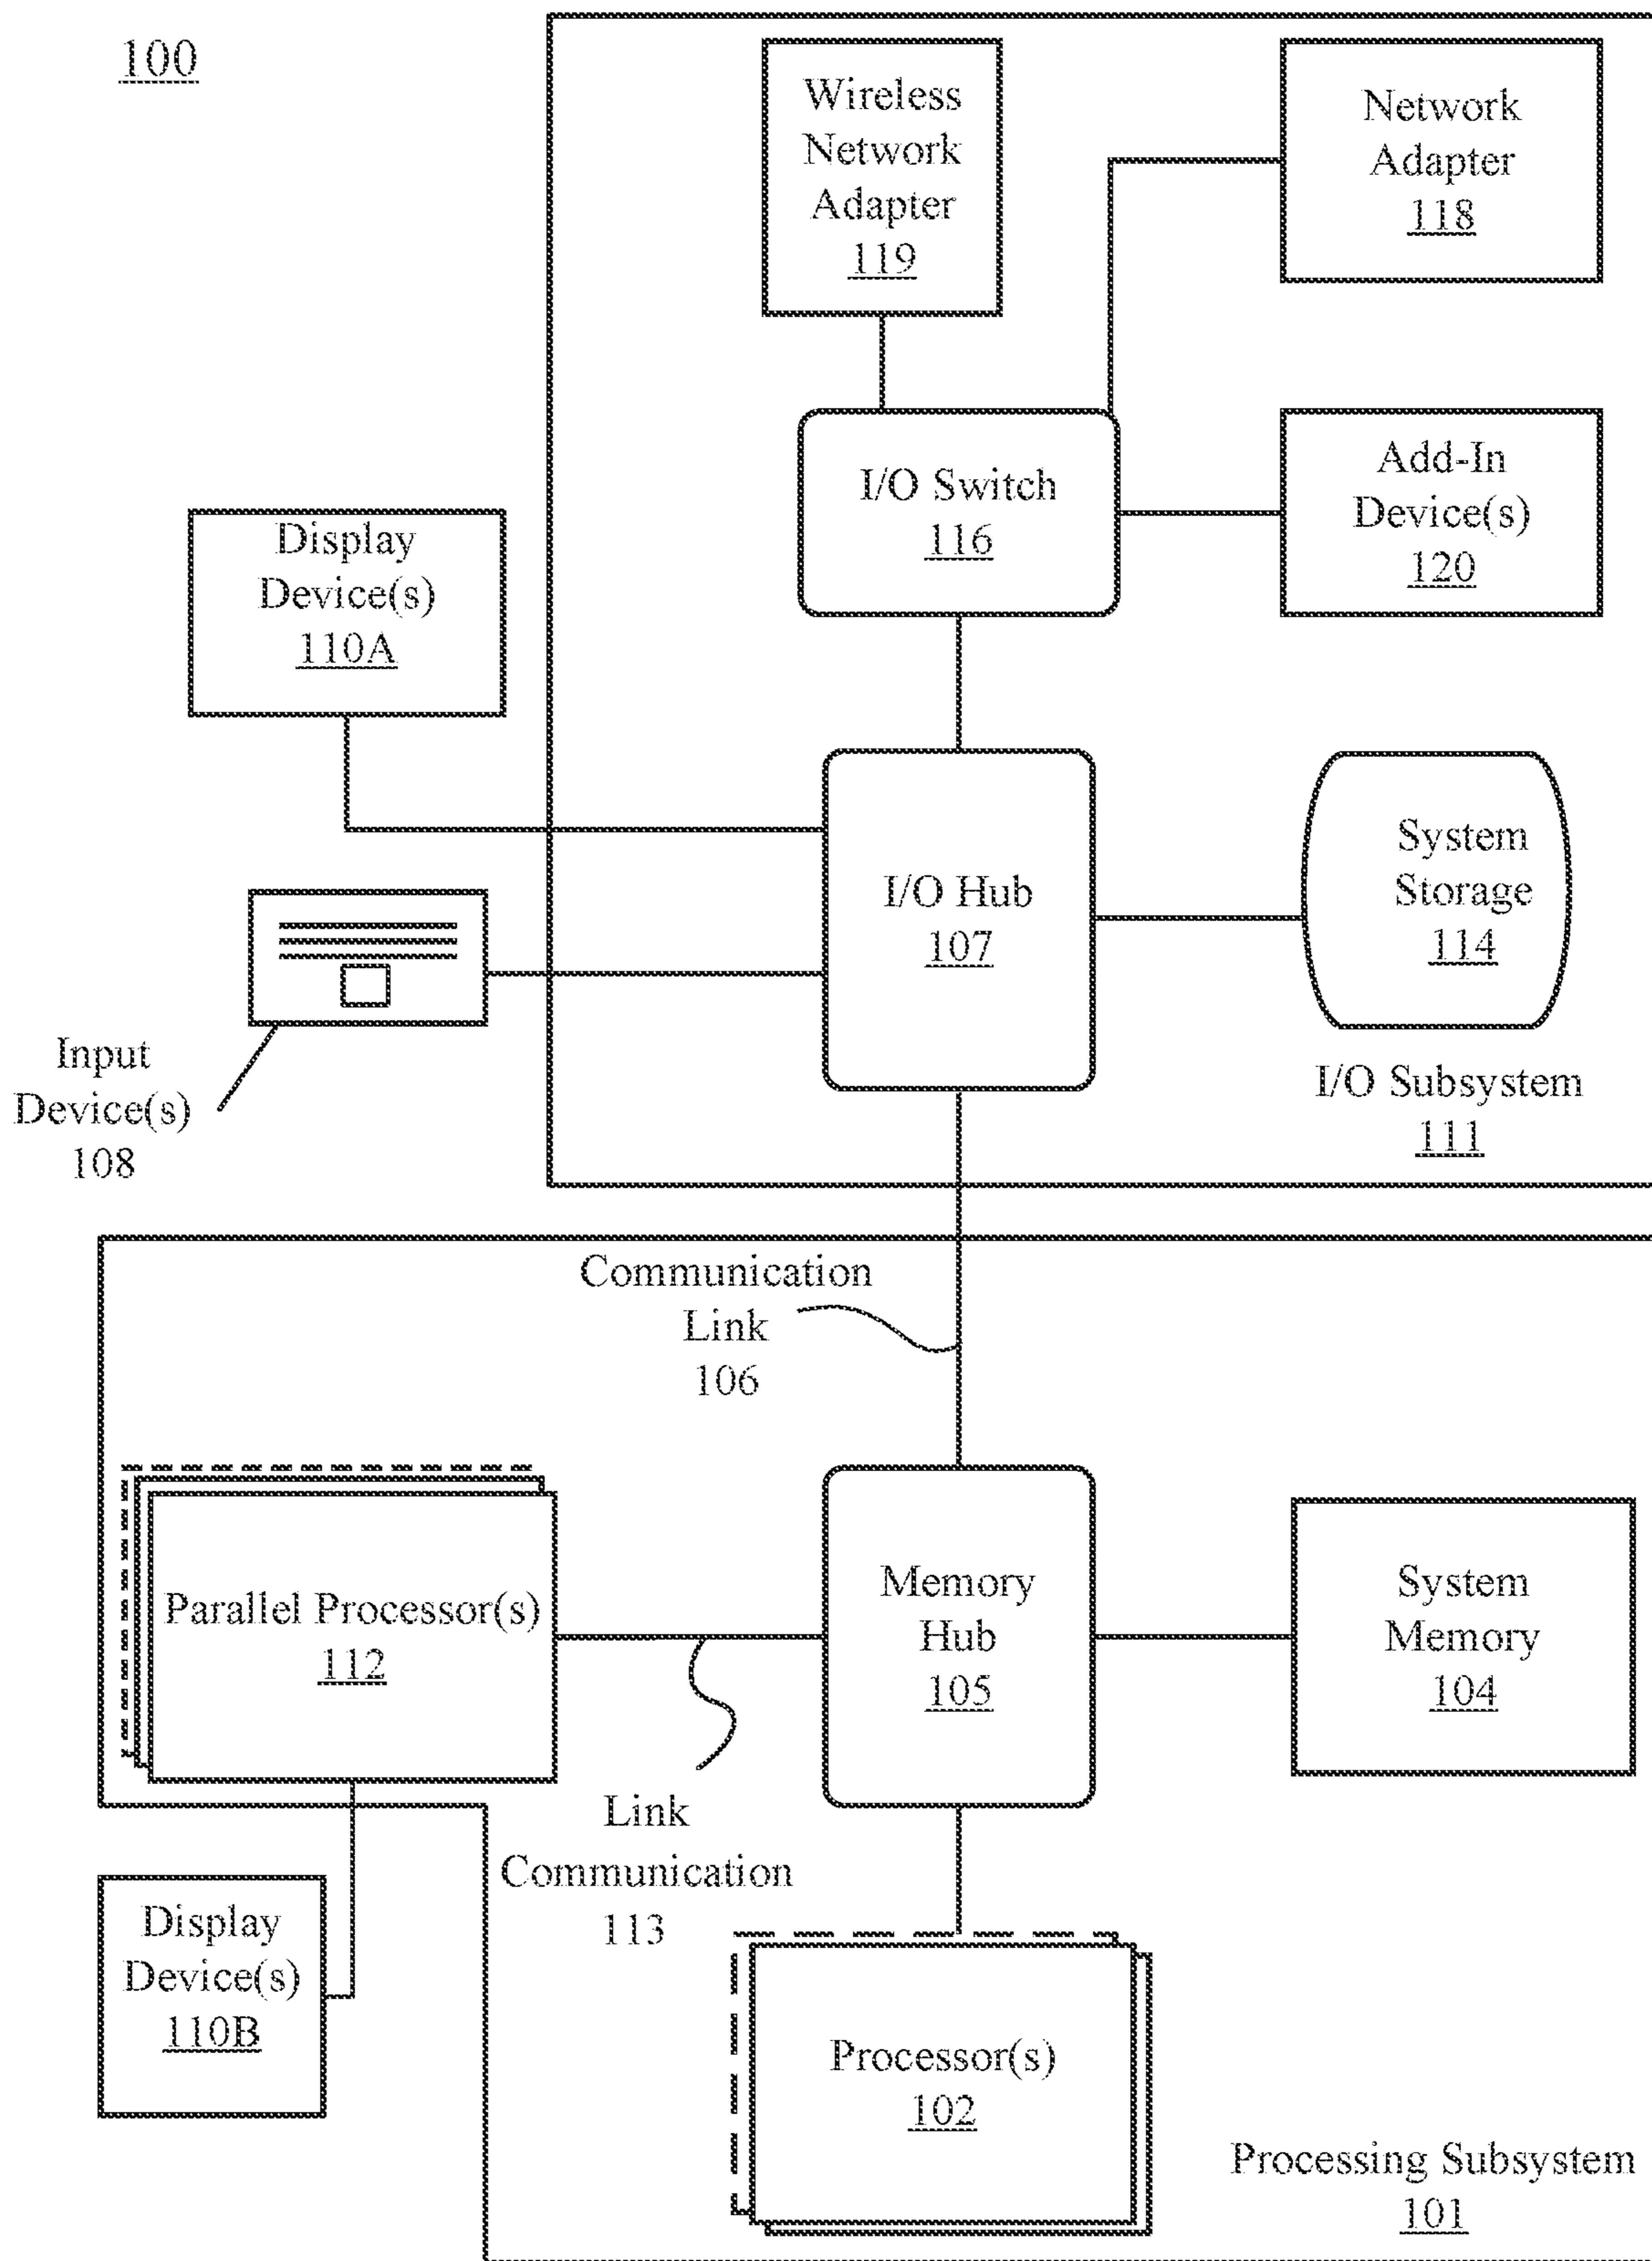 100
Wireless
Network
Adapter
119
Network
Adapter
118
I/O Switch
116
Add-In
Device(s)
120
Display
Device(s)
110A
I/O Hub
107
System
Storage
114
Input
Device(s)
108
I/O Subsystem
111
Communication
Link
106
Parallel Processor(s)
112
Memory
Hub
105
System
Memory
104
Link
Communication
113
Display
Device(s)
110B
Processor(s)
102
Processing Subsystem
101